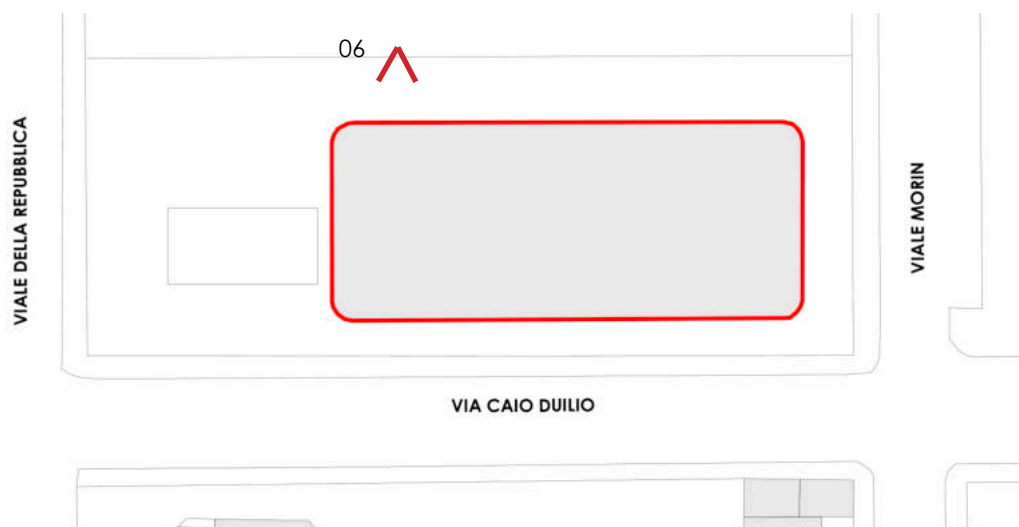 06
VIALE DELLA REPUBBLICA
VIALE MORIN
VIA CAIO DUILIO